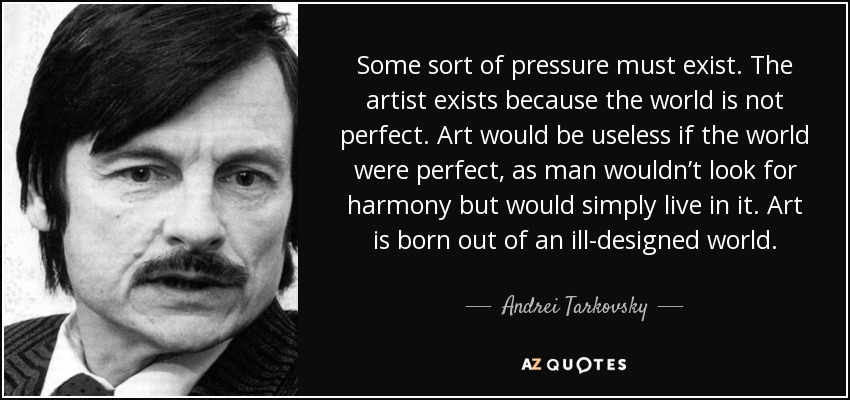 Some sort of pressure must exist. The
artist exists because the world is not
perfect. Art would be useless if the world
were perfect, as man wouldn’t look for
harmony but would simply live in it. Art
is born out of an ill-designed world.
Andrei Tarkovsky
AZ QUOTES